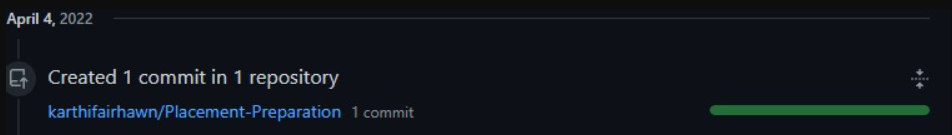 April 4, 2022
Created 1 commit in 1 repository
karthifairhawn/Placement-Preparation 1 commit